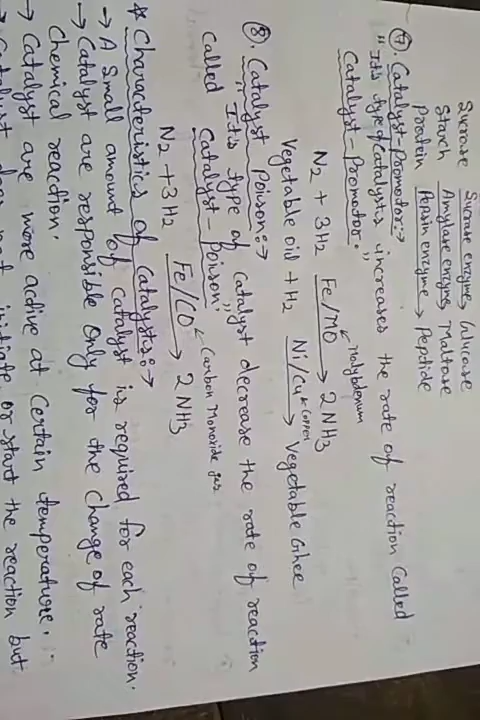 Sucrose Sucrase enzyme Glucose
Starch Amylase enzyme Maltose
Protein Pepsin enzyme Peptide
⑦. Catalyst-Promotor:→
" It's type of catalysts increases the rate of reaction called
Catalyst-Promotor."
N2 + 3H2 Fe/MO → 2NH3
Molybdenum
Vegetable oil + H2 Ni/Cu → Vegetable Ghee
Copper
⑧. Catalyst Poison:→
" It's type of catalyst decrease the rate of reaction
called Catalyst-Poison"
N2 + 3H2 Fe/CO → 2NH3
Carbon Monoxide gas
* Characteristics of Catalysts:→
→ A Small amount of catalyst is required for each reaction.
→ Catalyst are responsible only for the change of rate
Chemical reaction.
→ Catalyst are more active at certain temperature.
→ Catalyst does not initiate or start the reaction but